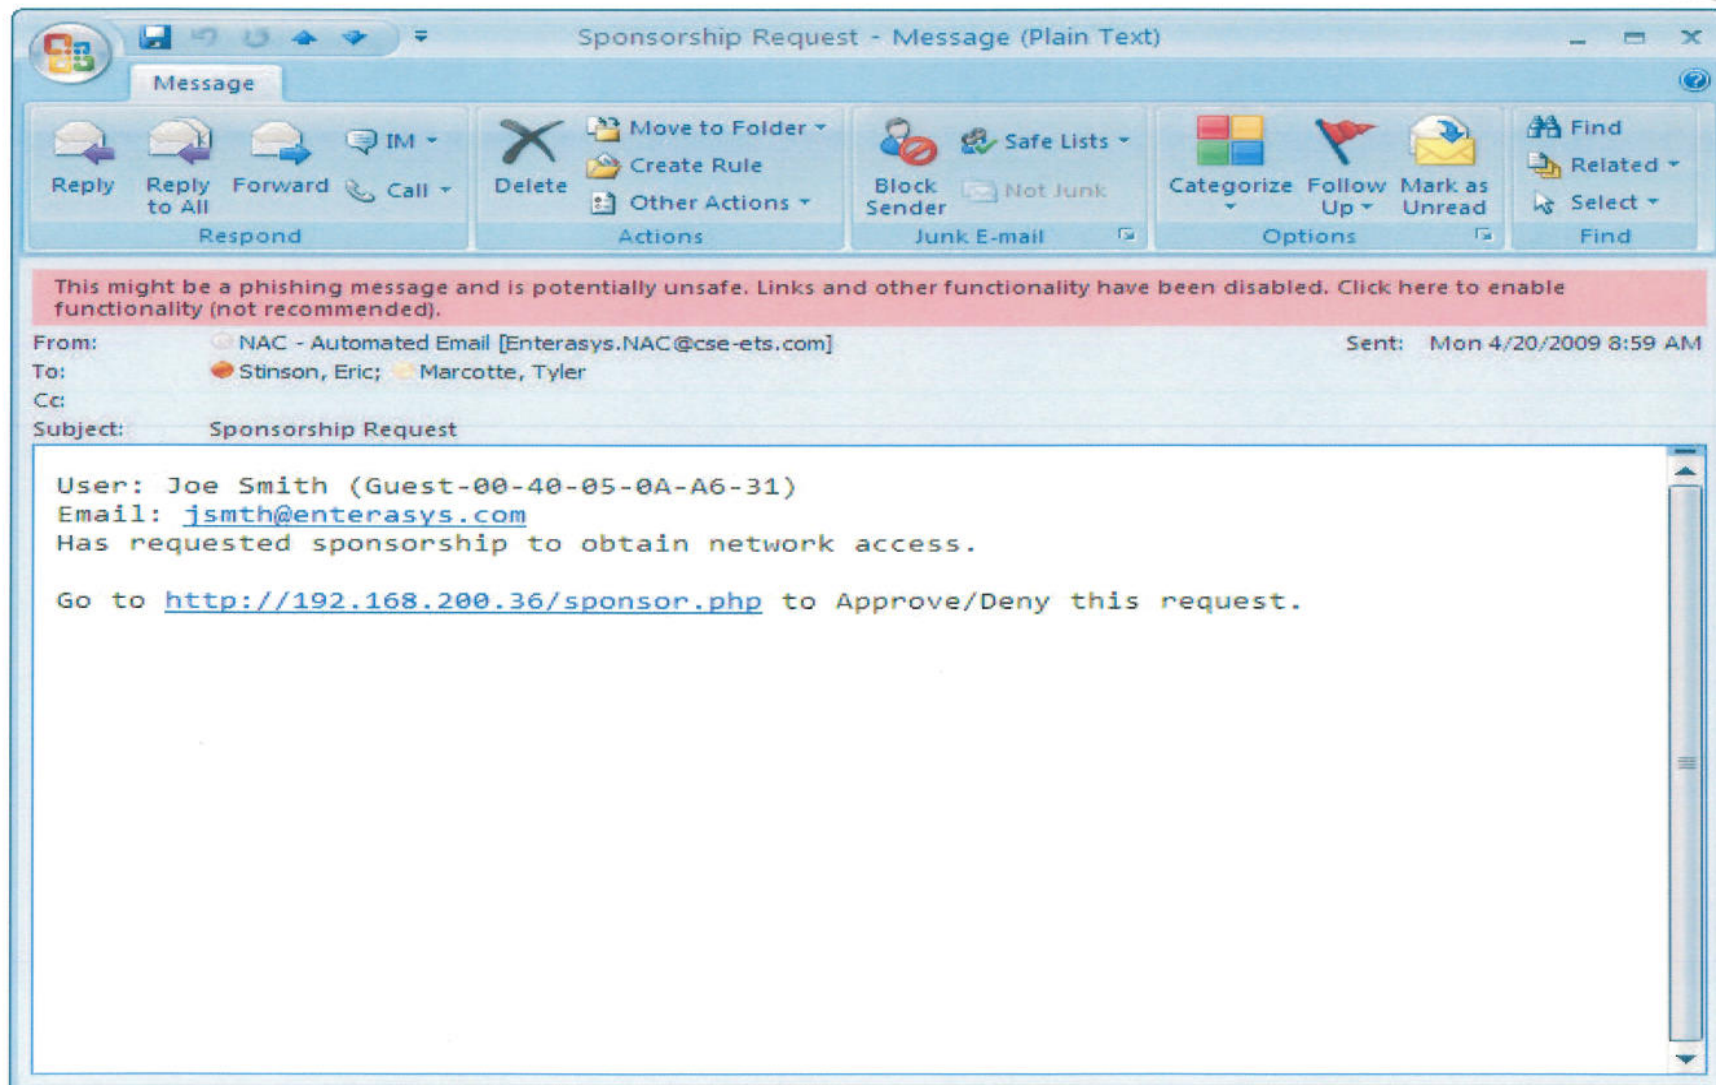 Sponsorship Request - Message (Plain Text)
Message
Reply
Reply to All
Forward
IM
Call
Respond
Delete
Move to Folder
Create Rule
Other Actions
Actions
Block Sender
Safe Lists
Not Junk
Junk E-mail
Categorize
Follow Up
Mark as Unread
Options
Find
Related
Select
Find
This might be a phishing message and is potentially unsafe. Links and other functionality have been disabled. Click here to enable
functionality (not recommended).
From: NAC - Automated Email [Enterasys.NAC@cse-ets.com] Sent: Mon 4/20/2009 8:59 AM
To: Stinson, Eric; Marcotte, Tyler
Cc:
Subject: Sponsorship Request
User: Joe Smith (Guest-00-40-05-0A-A6-31)
Email: jsmth@enterasys.com
Has requested sponsorship to obtain network access.
Go to http://192.168.200.36/sponsor.php to Approve/Deny this request.